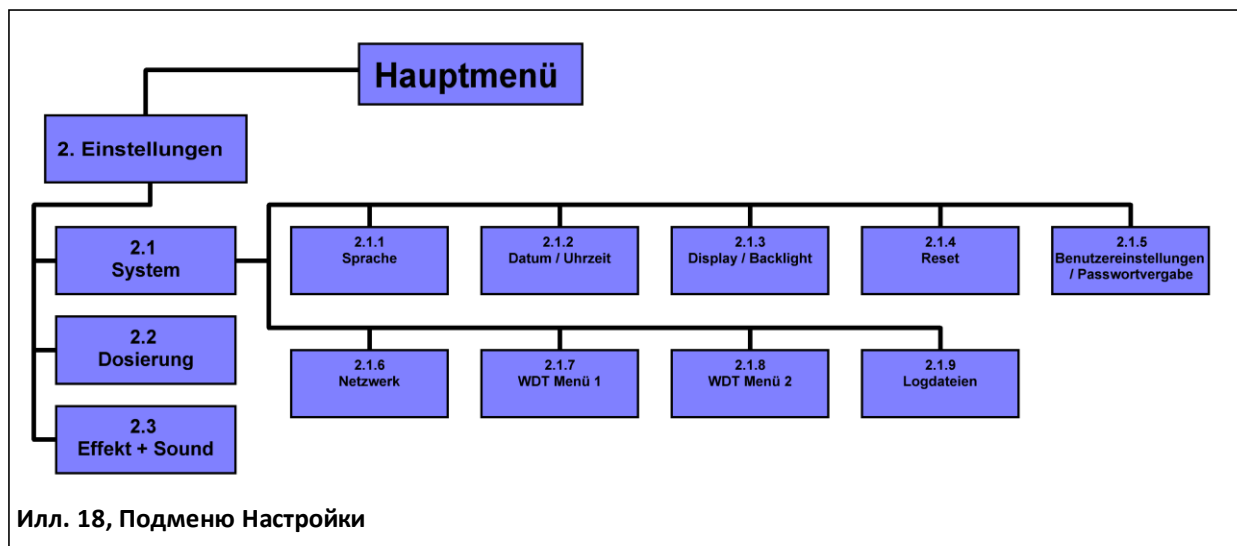 Hauptmenü
2. Einstellungen
2.1
System
2.1.1
Sprache
2.1.2
Datum / Uhrzeit
2.1.3
Display / Backlight
2.1.4
Reset
2.1.5
Benutzereinstellungen
/ Passwortvergabe
2.2
Dosierung
2.1.6
Netzwerk
2.1.7
WDT Menü 1
2.1.8
WDT Menü 2
2.1.9
Logdateien
2.3
Effekt + Sound
Илл. 18, Подменю Настройки